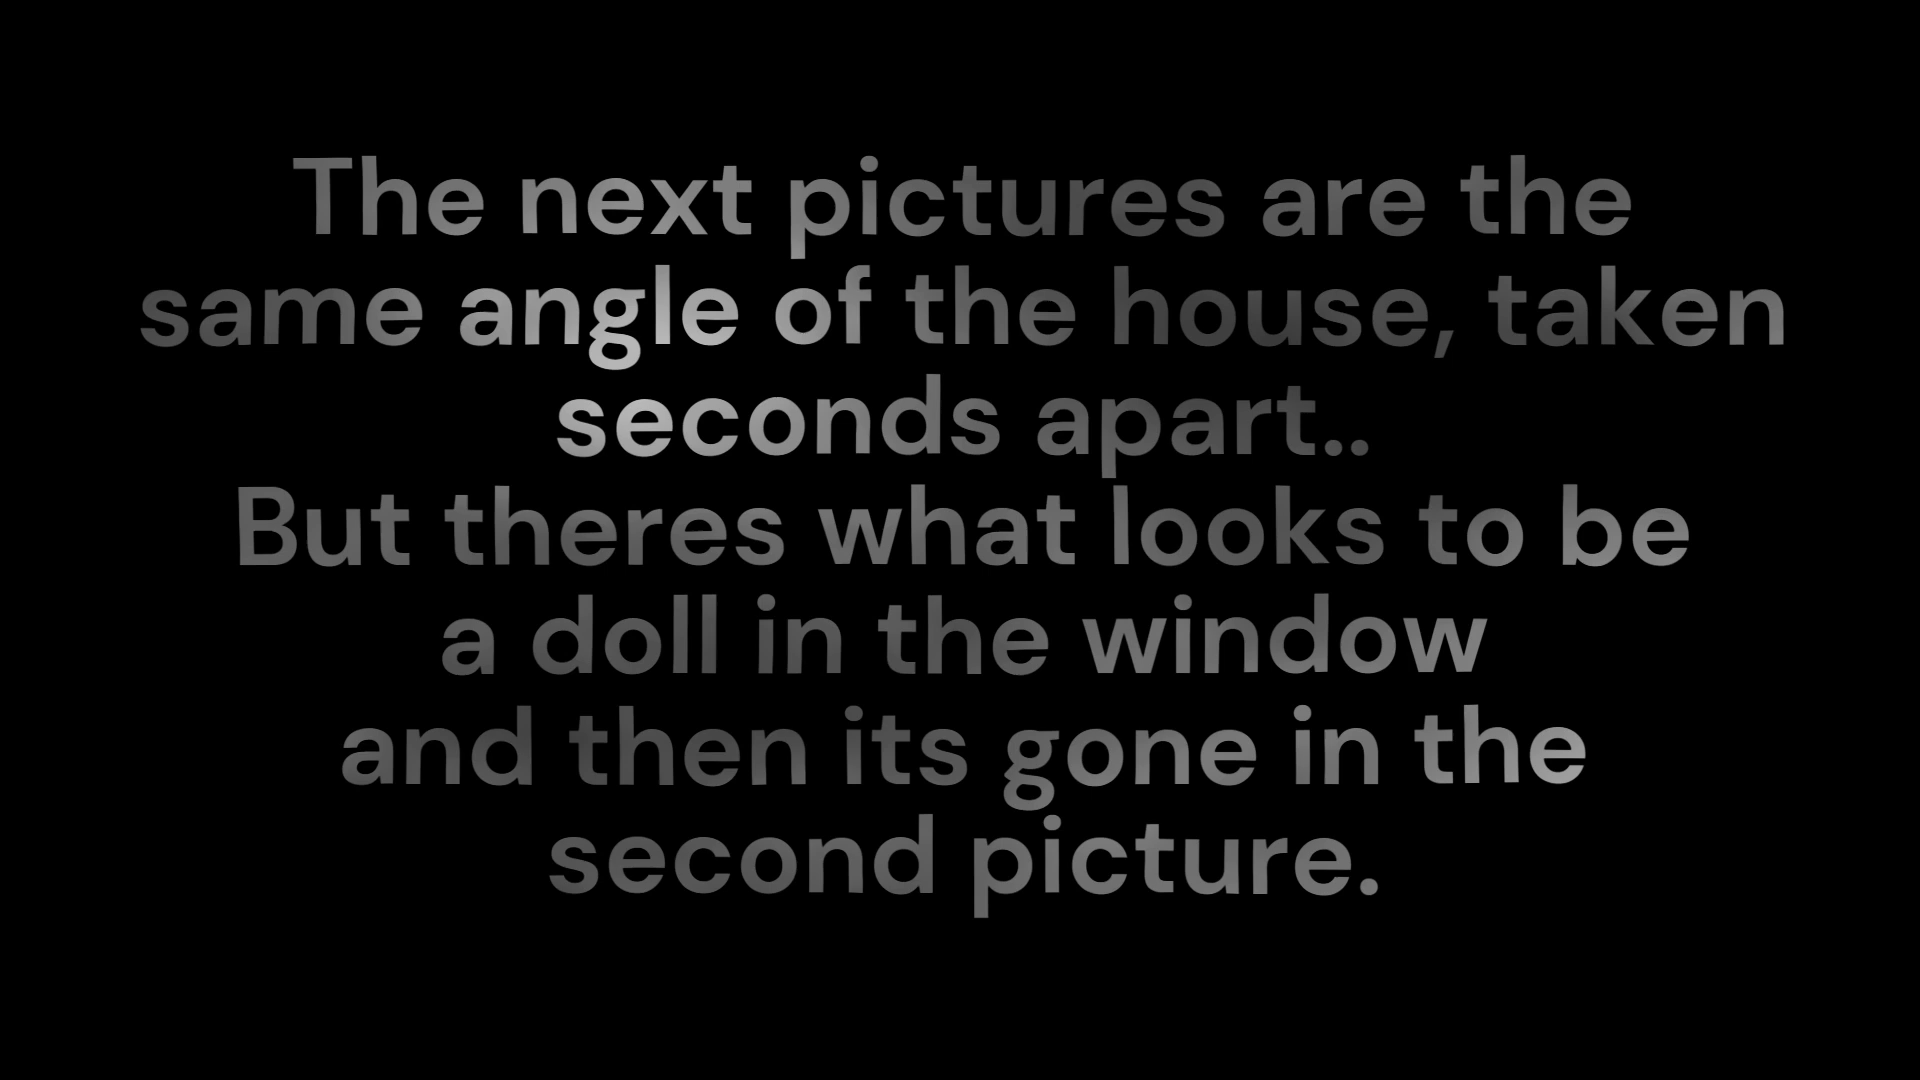 The next pictures are the
same angle of the house, taken
seconds apart..
But theres what looks to be
a doll in the window
and then its gone in the
second picture.